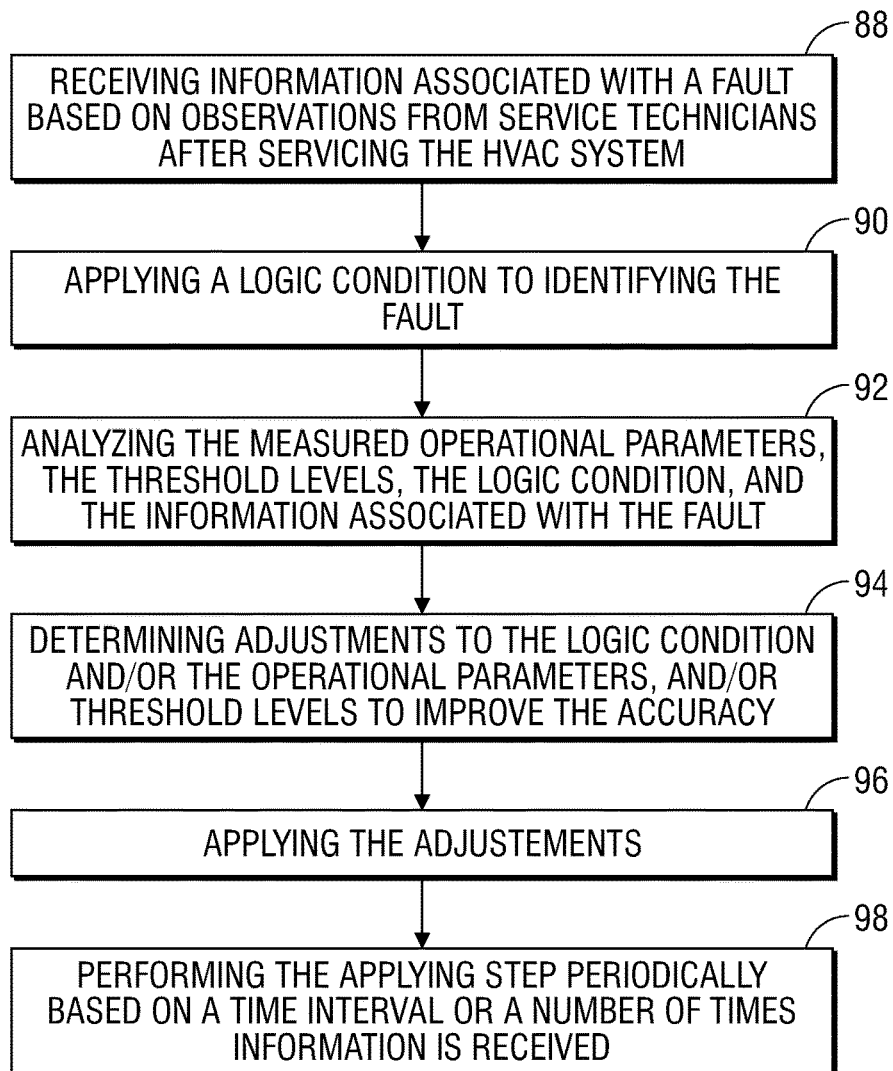 88
RECEIVING INFORMATION ASSOCIATED WITH A FAULT
BASED ON OBSERVATIONS FROM SERVICE TECHNICIANS
AFTER SERVICING THE HVAC SYSTEM
90
APPLYING A LOGIC CONDITION TO IDENTIFYING THE
FAULT
92
ANALYZING THE MEASURED OPERATIONAL PARAMETERS,
THE THRESHOLD LEVELS, THE LOGIC CONDITION, AND
THE INFORMATION ASSOCIATED WITH THE FAULT
94
DETERMINING ADJUSTMENTS TO THE LOGIC CONDITION
AND/OR THE OPERATIONAL PARAMETERS, AND/OR
THRESHOLD LEVELS TO IMPROVE THE ACCURACY
96
APPLYING THE ADJUSTEMENTS
98
PERFORMING THE APPLYING STEP PERIODICALLY
BASED ON A TIME INTERVAL OR A NUMBER OF TIMES
INFORMATION IS RECEIVED